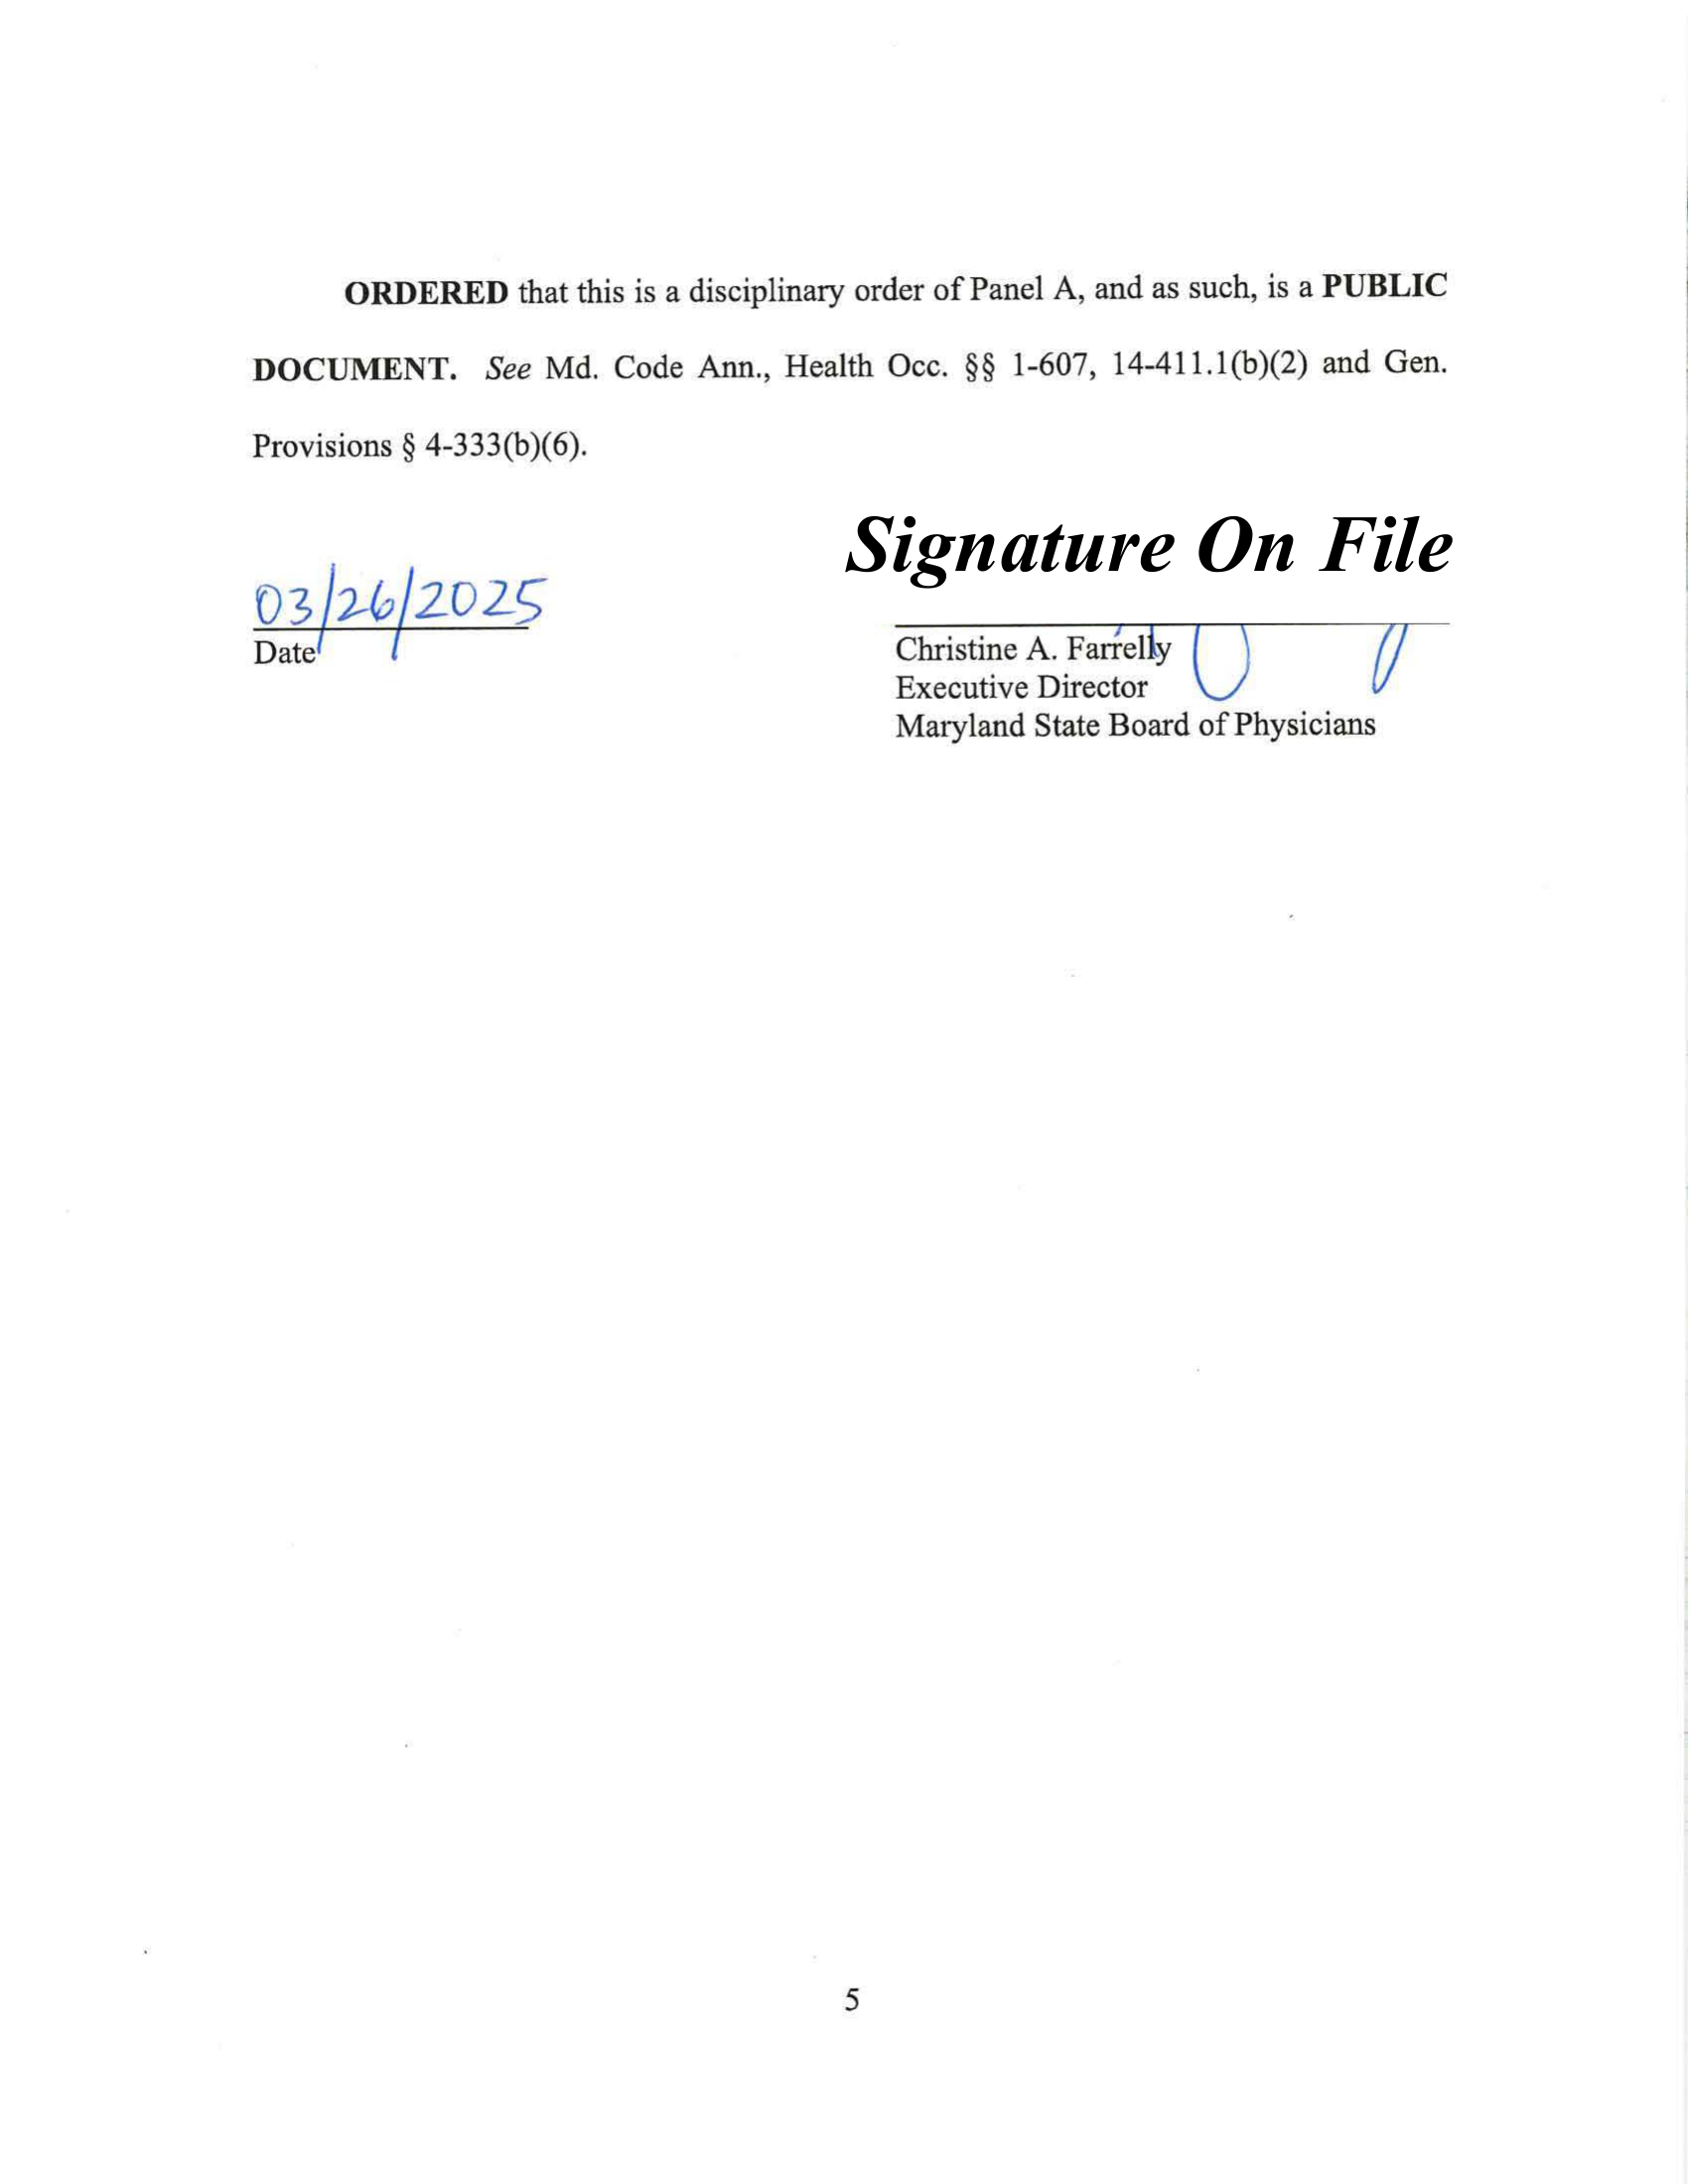 ORDERED that this is a disciplinary order of Panel A, and as such, is a PUBLIC
DOCUMENT. See Md. Code Ann., Health Occ. §§ 1-607, 14-411.1(b)(2) and Gen.
Provisions § 4-333(b)(6).
Signature On File
03/26/2025
Date
Christine A. Farrelly
Executive Director
Maryland State Board of Physicians
5